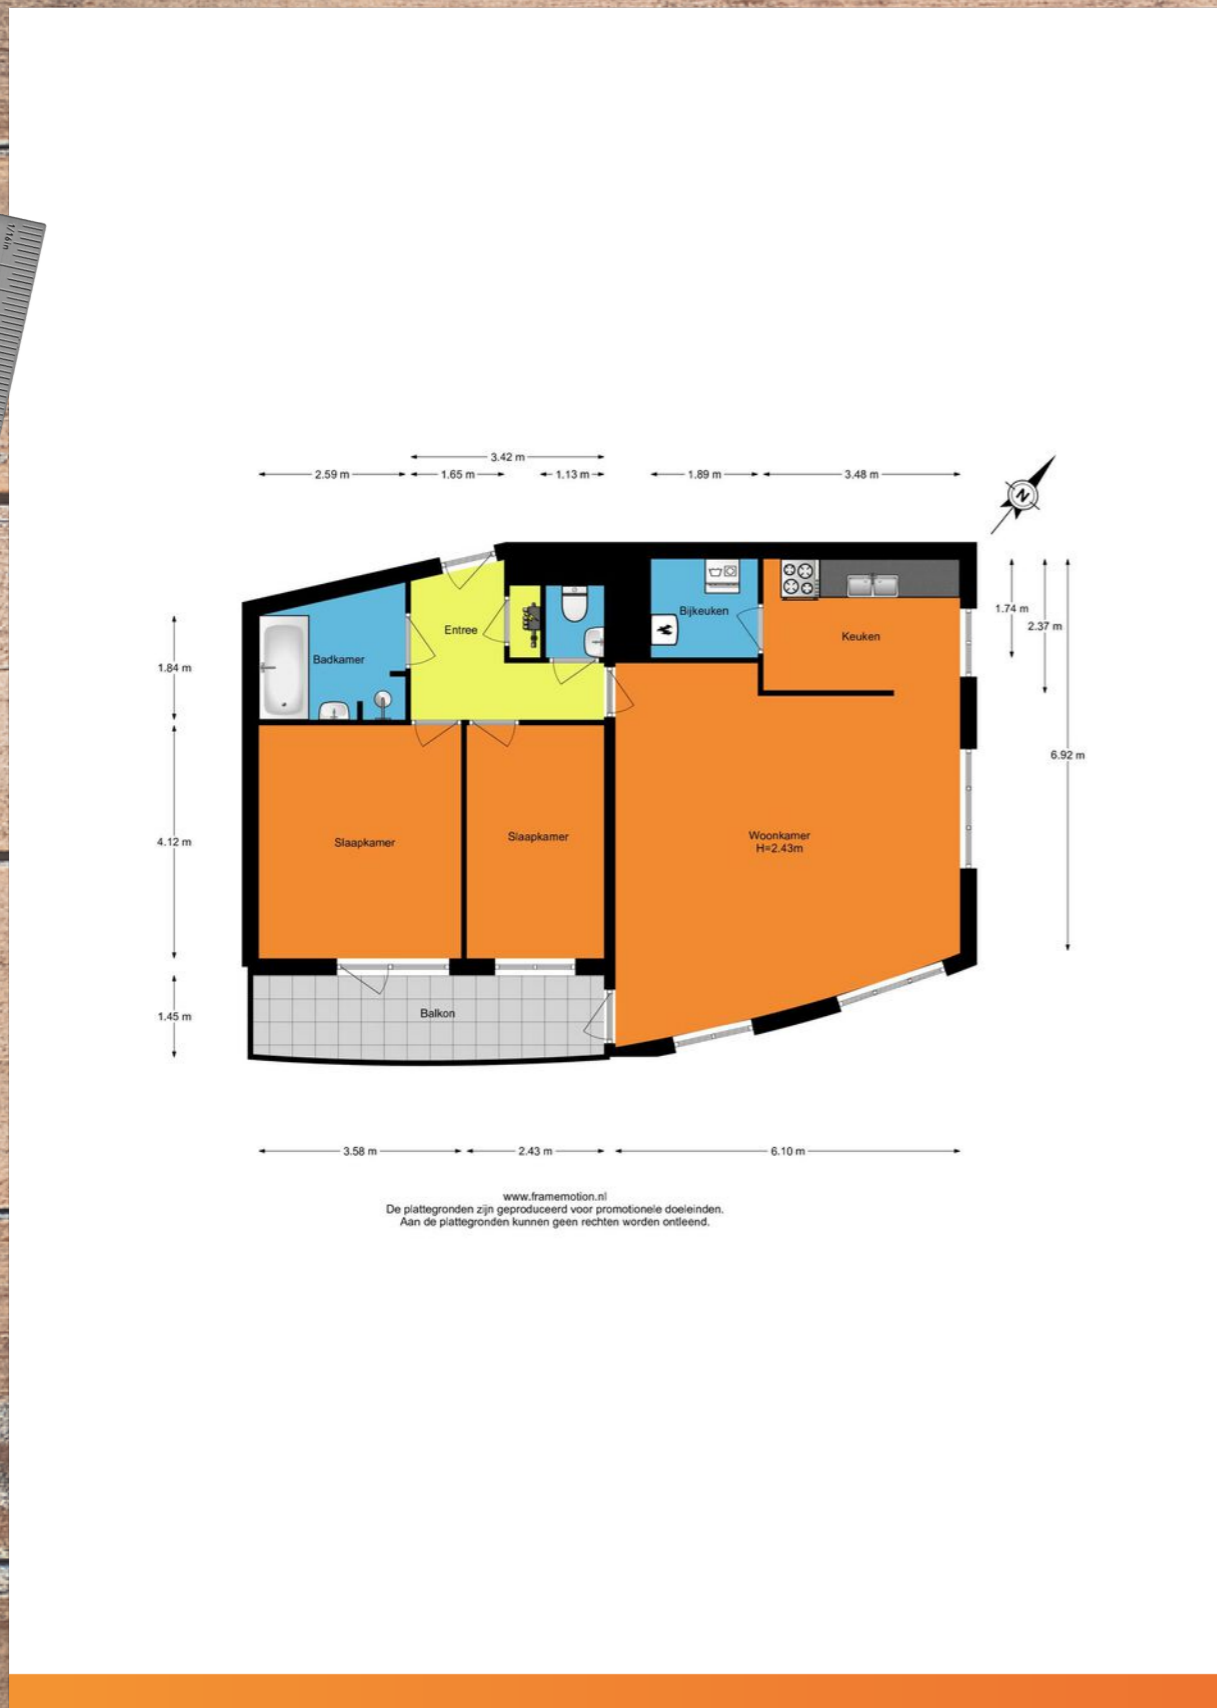 1/16in
3.42 m
2.59 m
1.65 m
1.13 m
1.89 m
3.48 m
N
1.74 m
2.37 m
6.92 m
Bijkeuken
Keuken
Entree
Badkamer
1.84 m
4.12 m
1.45 m
Slaapkamer
Slaapkamer
Woonkamer
H=2.43m
Balkon
3.58 m
2.43 m
6.10 m
www.framemotion.nl
De plattegronden zijn geproduceerd voor promotionele doeleinden.
Aan de plattegronden kunnen geen rechten worden ontleend.